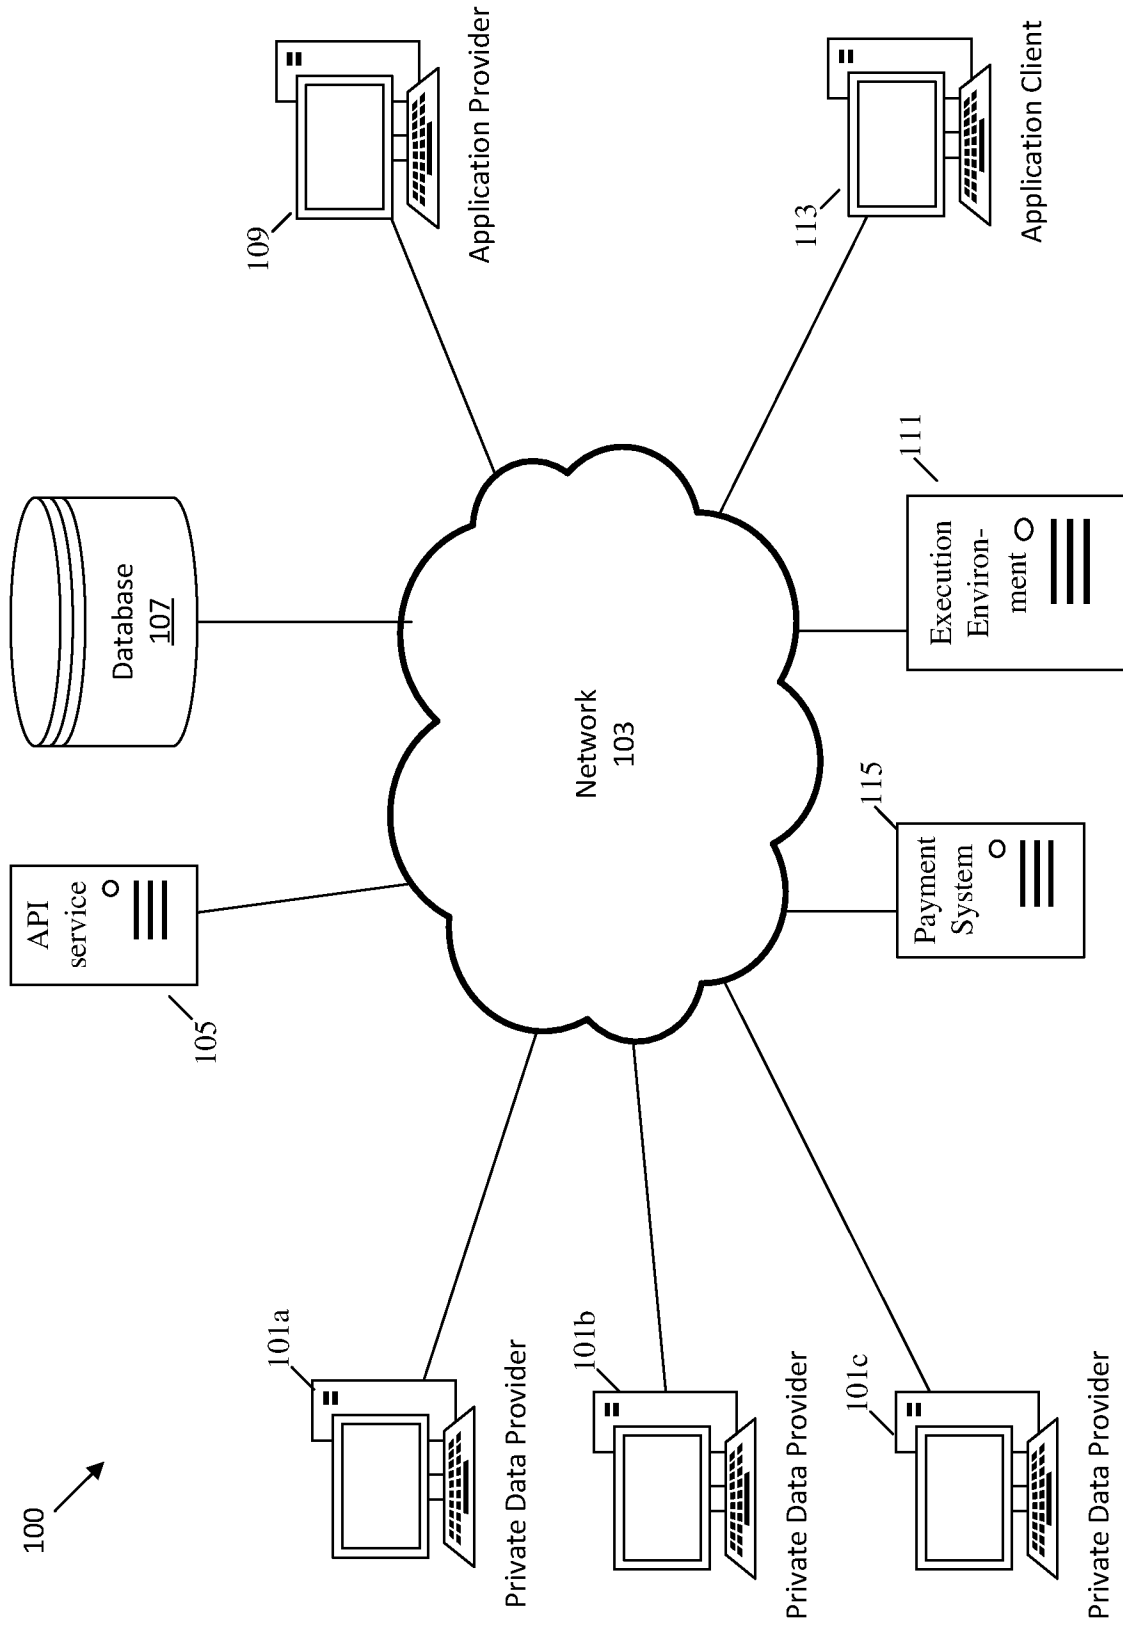 100
API
service
105
Database
107
109
Application Provider
101a
Private Data Provider
Network
103
101b
Private Data Provider
113
Application Client
101c
Private Data Provider
Payment
System
115
Execution
Environ-
ment
111